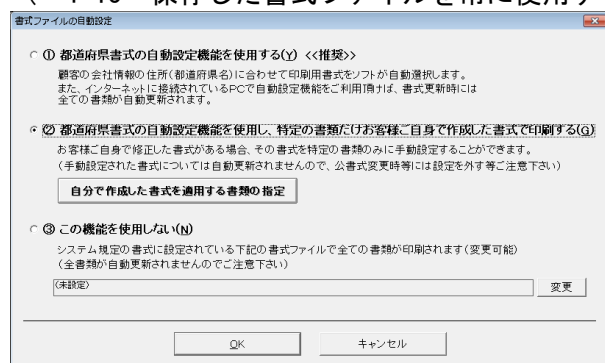 書式ファイルの自動設定
① 都道府県書式の自動設定機能を使用する(Y) <<推奨>>
顧客の会社情報の住所(都道府県名)に合わせて印刷用書式をソフトが自動選択します。
また、インターネットに接続されているPCで自動設定機能をご利用頂ければ、書式更新時には
全ての書類が自動更新されます。
② 都道府県書式の自動設定機能を使用し、特定の書類だけお客様ご自身で作成した書式で印刷する(G)
お客様ご自身で修正した書式がある場合、その書式を特定の書類のみに手動設定することができます。
(手動設定された書式については自動更新されませんので、公書式変更時等には設定を外す等ご注意下さい)
自分で作成した書式を適用する書類の指定
③ この機能を使用しない(N)
システム規定の書式に設定されている下記の書式ファイルで全ての書類が印刷されます(変更可能)
(全書類が自動更新されませんのでご注意下さい)
(未設定)
変更
OK
キャンセル